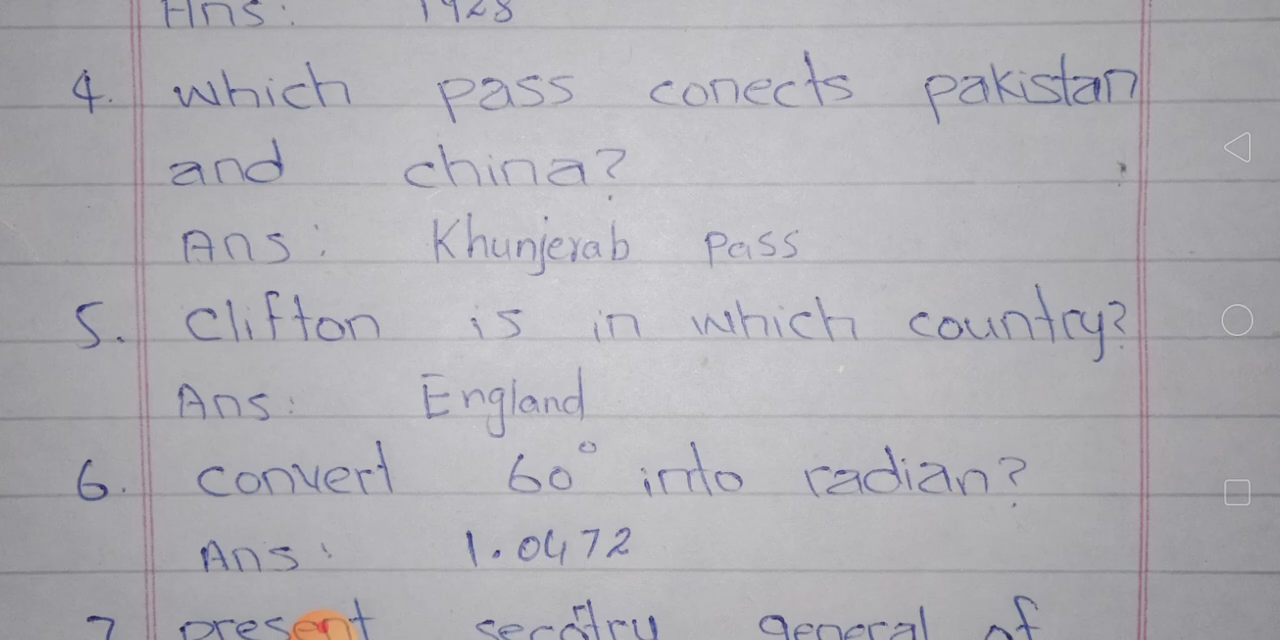 Ans: 1928
4. which pass conects pakistan
and china?
Ans: Khunjerab pass
5. Clifton is in which country?
Ans: England
6. convert 60° into radian?
Ans: 1.0472
7 present general of